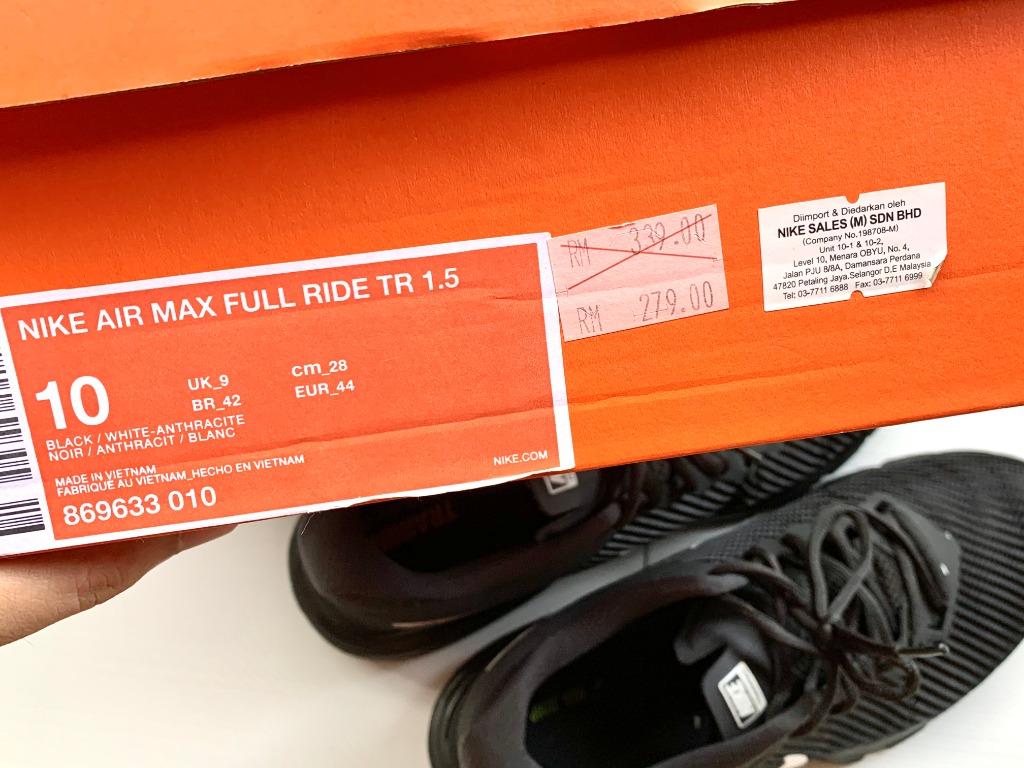 NIKE AIR MAX FULL RIDE TR 1.5
10
UK_9
cm_28
BR_42
EUR_44
BLACK / WHITE-ANTHRACITE
NOIR / ANTHRACIT / BLANC
MADE IN VIETNAM
FABRIQUÉ AU VIETNAM_HECHO EN VIETNAM
NIKE.COM
869633 010
RM 339.00
RM 279.00
Diimport & Diedarkan oleh
NIKE SALES (M) SDN BHD
(Company No.198708-M)
Unit 10-1 & 10-2,
Level 10, Menara OBYU, No. 4,
Jalan PJU 8/8A, Damansara Perdana
47820 Petaling Jaya.Selangor D.E Malaysia
Tel: 03-7711 6888 Fax: 03-7711 6999